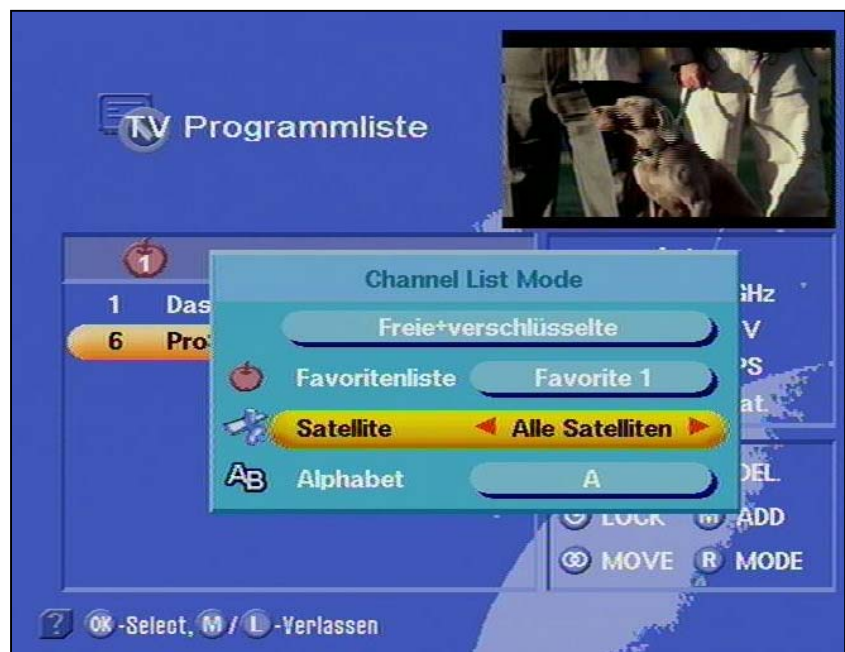 TV Programmliste
1
1 Das
6 Pro
Channel List Mode
Freie+verschlüsselte
Favoritenliste Favorite 1
Satellite Alle Satelliten
AB Alphabet A
GHz
V
PS
at.
DEL.
LOCK M ADD
MOVE R MODE
? OK -Select, M / L -Verlassen